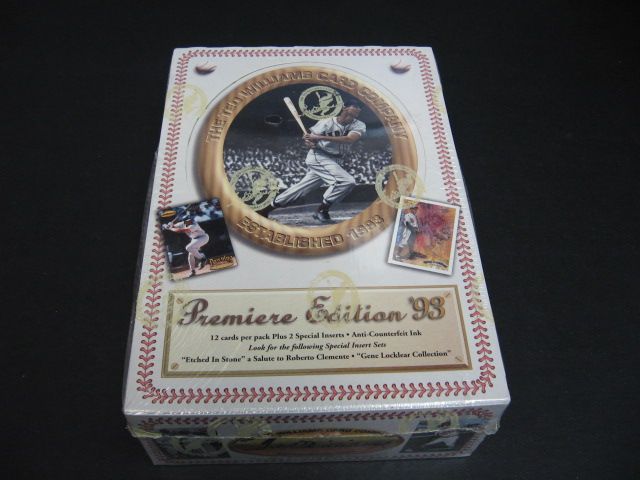 THE TED WILLIAMS CARD COMPANY
ESTABLISHED 1993
Premiere Edition '93
12 cards per pack Plus 2 Special Inserts • Anti-Counterfeit Ink
Look for the following Special Insert Sets
"Etched In Stone" a Salute to Roberto Clemente • "Gene Locklear Collection"